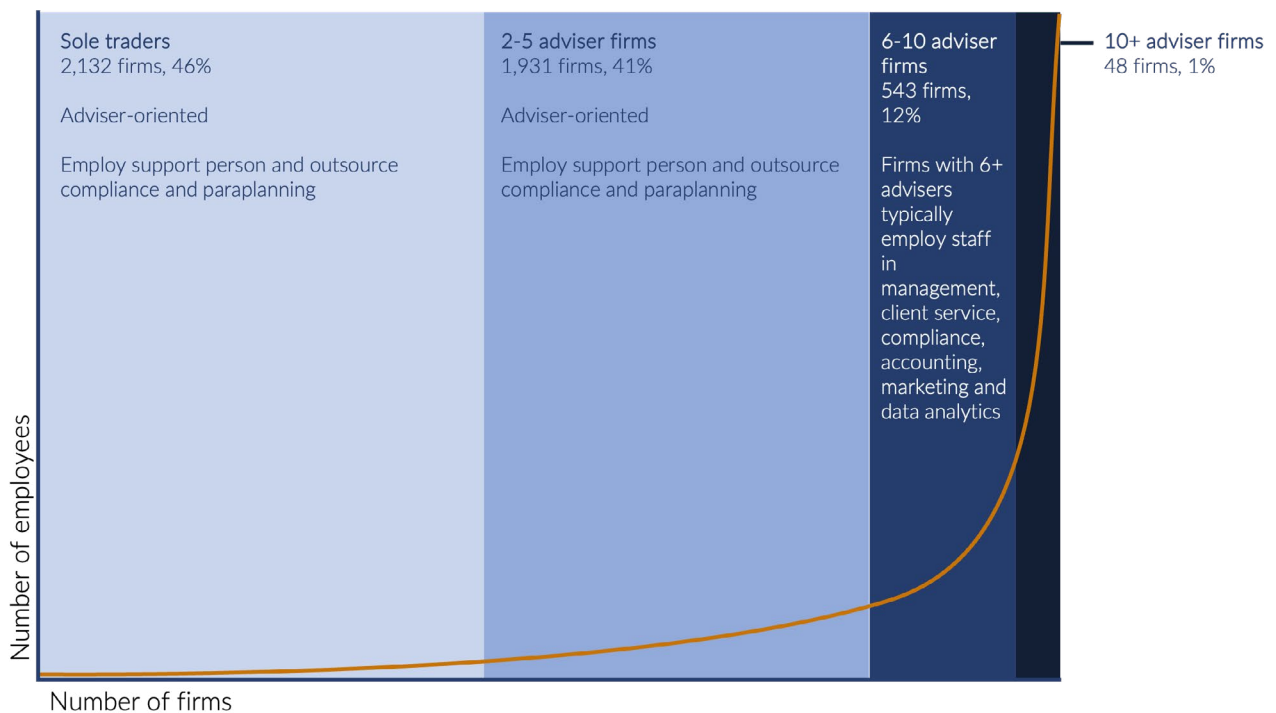 Sole traders
2,132 firms, 46%
Adviser-oriented
Employ support person and outsource
compliance and paraplanning
2-5 adviser firms
1,931 firms, 41%
Adviser-oriented
Employ support person and outsource
compliance and paraplanning
6-10 adviser
firms
543 firms,
12%
Firms with 6+
advisers
typically
employ staff
in
management,
client service,
compliance,
accounting,
marketing and
data analytics
10+ adviser firms
48 firms, 1%
Number of employees
Number of firms